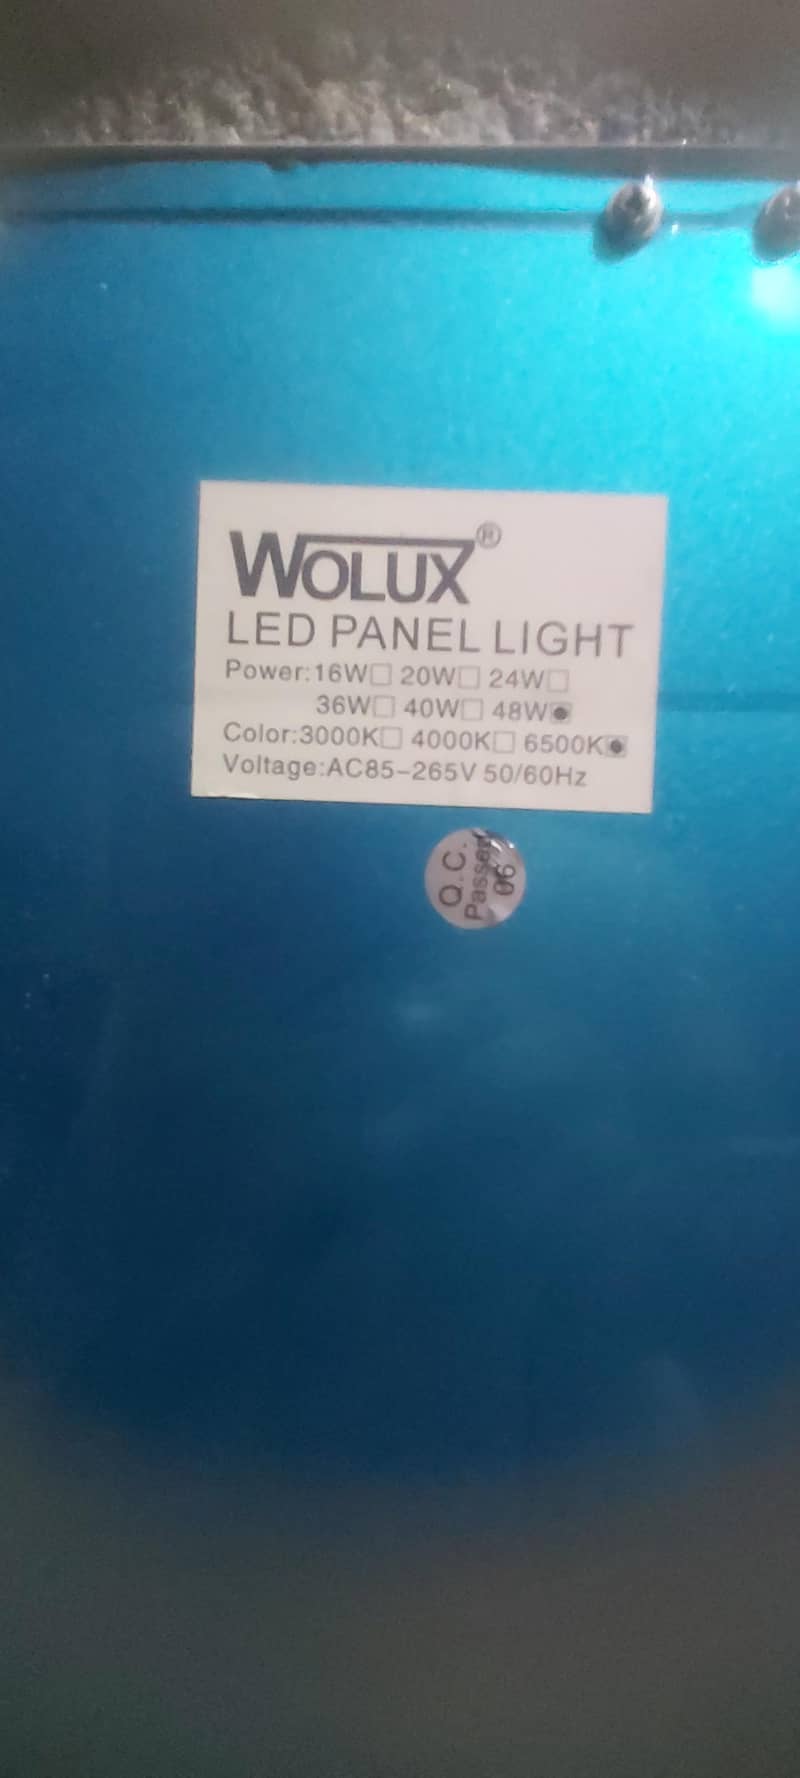 WOLUX®
LED PANEL LIGHT
Power:16W□ 20W□ 24W□
36W□ 40W□ 48W▣
Color:3000K□ 4000K□ 6500K▣
Voltage:AC85-265V 50/60Hz
Q.C.
Passed
06